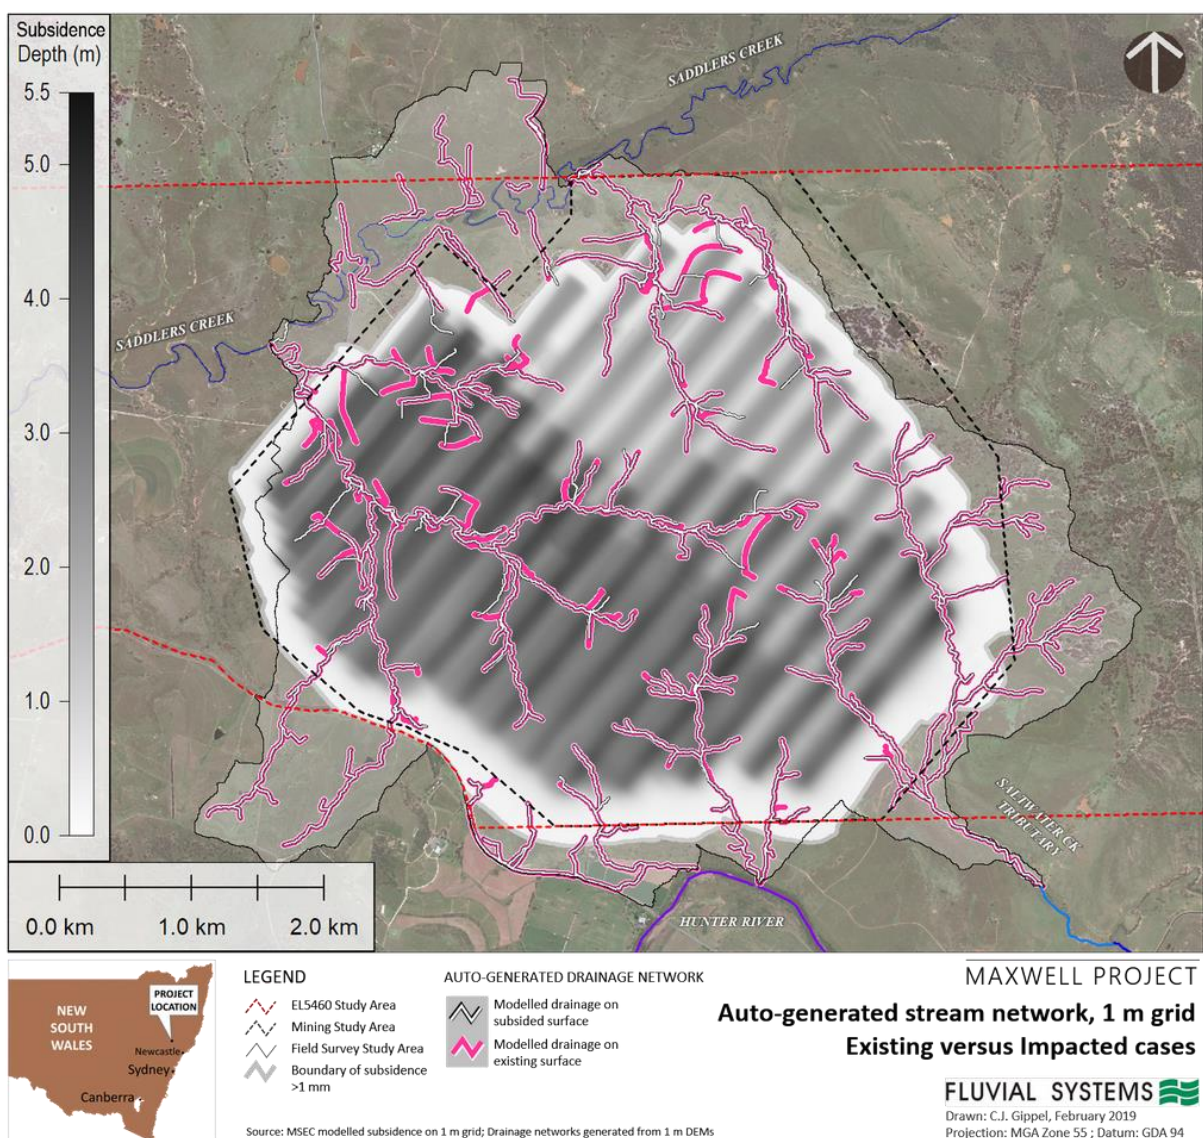 Subsidence
Depth (m)
5.5
5.0
4.0
3.0
2.0
1.0
0.0
SADDLERS CREEK
SADDLERS CREEK
SALTWATER CK
TRIBUTARY
HUNTER RIVER
0.0 km 1.0 km 2.0 km
NEW
SOUTH
WALES
PROJECT
LOCATION
Newcastle
Sydney
Canberra
LEGEND
EL5460 Study Area
Mining Study Area
Field Survey Study Area
Boundary of subsidence
>1 mm
AUTO-GENERATED DRAINAGE NETWORK
Modelled drainage on
subsided surface
Modelled drainage on
existing surface
Source: MSEC modelled subsidence on 1 m grid; Drainage networks generated from 1 m DEMs
MAXWELL PROJECT
Auto-generated stream network, 1 m grid
Existing versus Impacted cases
FLUVIAL SYSTEMS
Drawn: C.J. Gippel, February 2019
Projection: MGA Zone 55 ; Datum: GDA 94